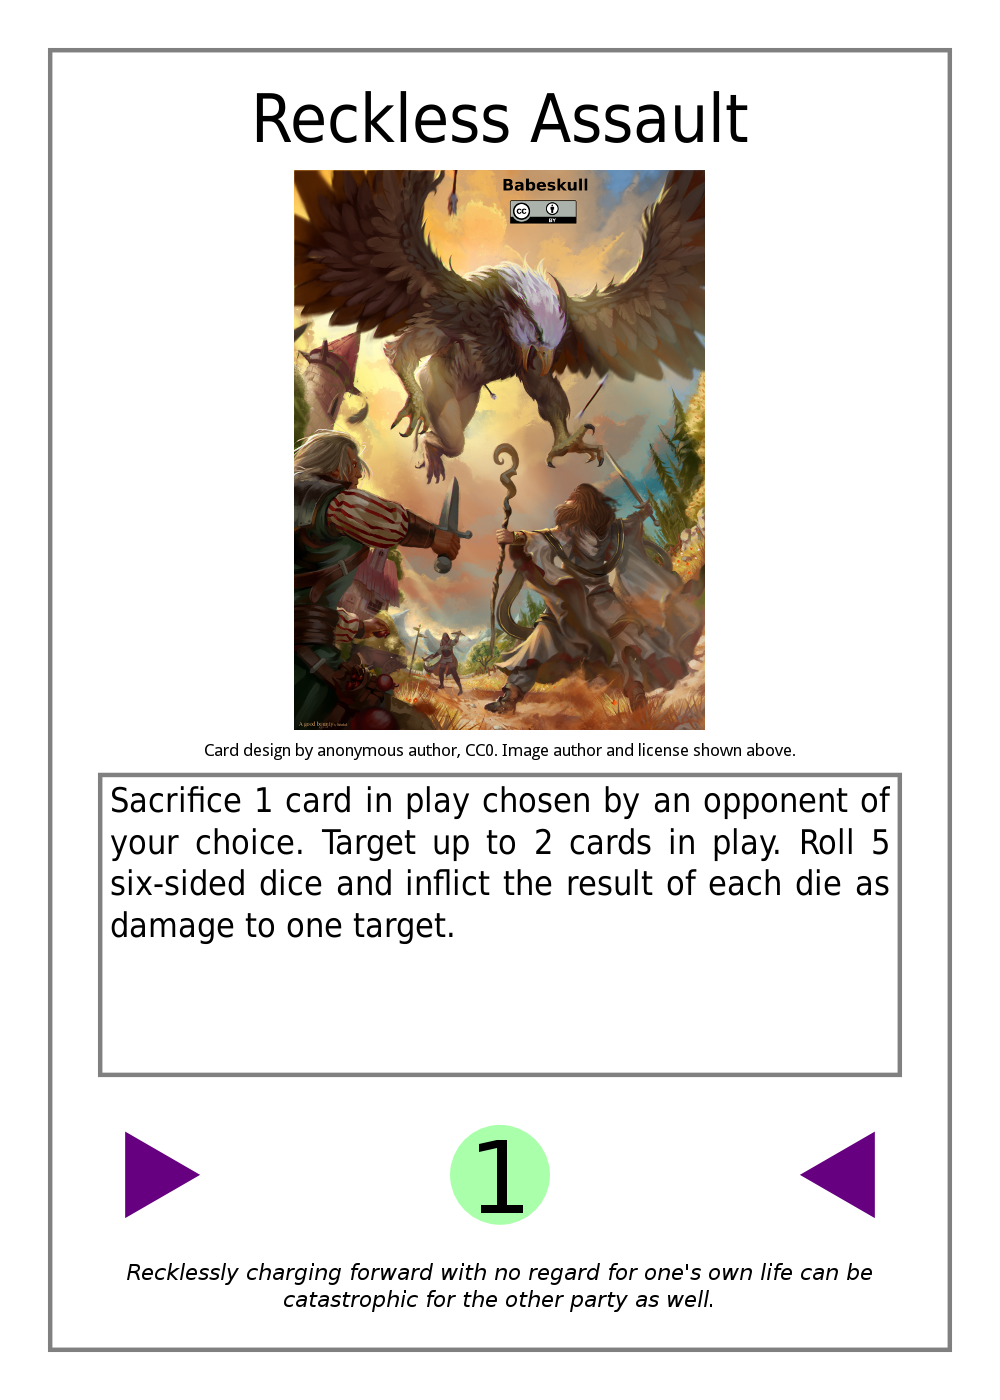 Reckless Assault
Babeskull
cc
BY
Card design by anonymous author, CC0. Image author and license shown above.
Sacrifice 1 card in play chosen by an opponent of
your choice. Target up to 2 cards in play. Roll 5
six-sided dice and inflict the result of each die as
damage to one target.
1
Recklessly charging forward with no regard for one's own life can be
catastrophic for the other party as well.